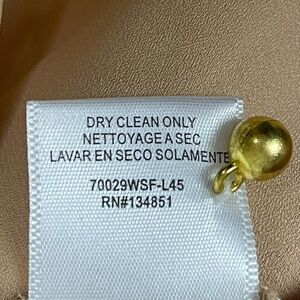 DRY CLEAN ONLY
NETTOYAGE A SEC
LAVAR EN SECO SOLAMENTE
70029WSF-L45
RN#134851